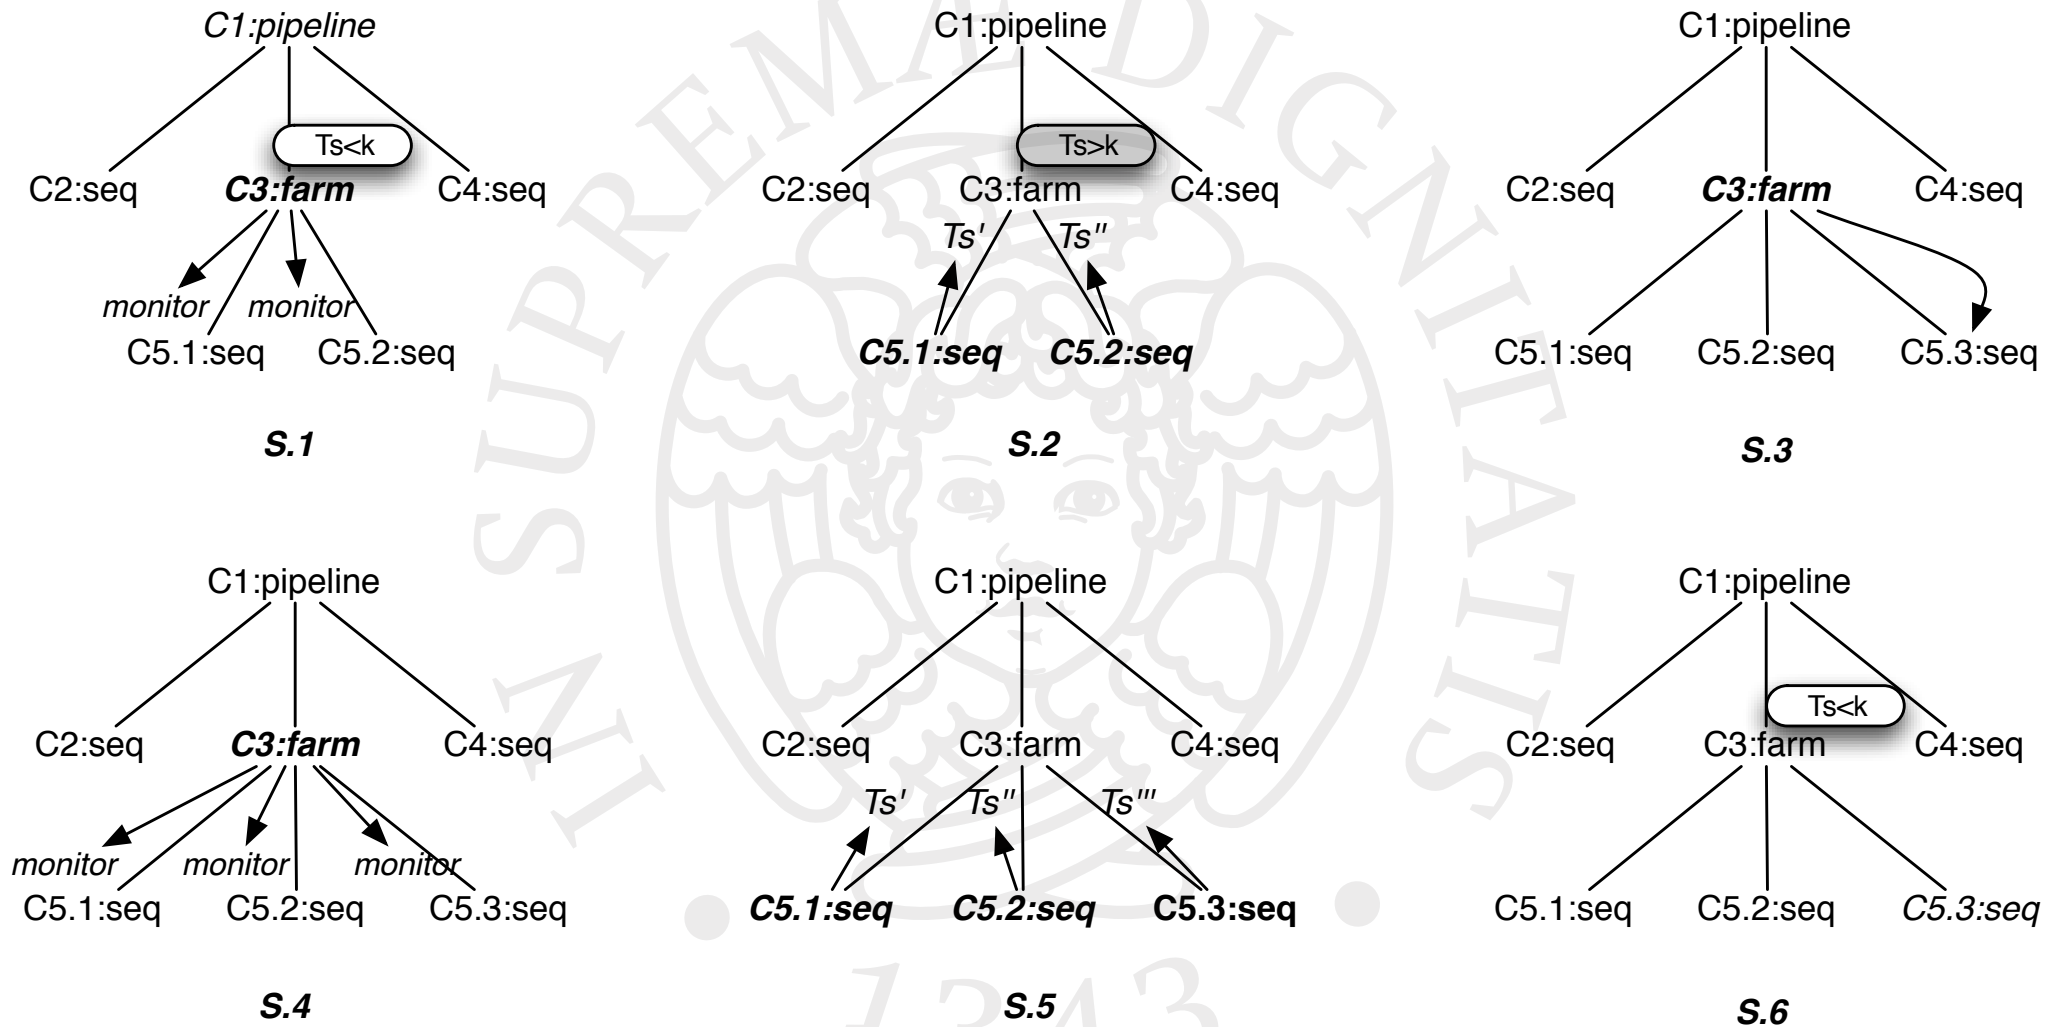 C1:pipeline
Ts<k
C2:seq C3:farm C4:seq
monitor monitor
C5.1:seq C5.2:seq
S.1
C1:pipeline
Ts>k
C2:seq C3:farm C4:seq
Ts' Ts"
C5.1:seq C5.2:seq
S.2
C1:pipeline
C2:seq C3:farm C4:seq
C5.1:seq C5.2:seq C5.3:seq
S.3
C1:pipeline
C2:seq C3:farm C4:seq
monitor monitor monitor
C5.1:seq C5.2:seq C5.3:seq
S.4
C1:pipeline
C2:seq C3:farm C4:seq
Ts' Ts" Ts"'
C5.1:seq C5.2:seq C5.3:seq
S.5
C1:pipeline
Ts<k
C2:seq C3:farm C4:seq
C5.1:seq C5.2:seq C5.3:seq
S.6
IN SUPREMÆ DIGNITATIS
1343